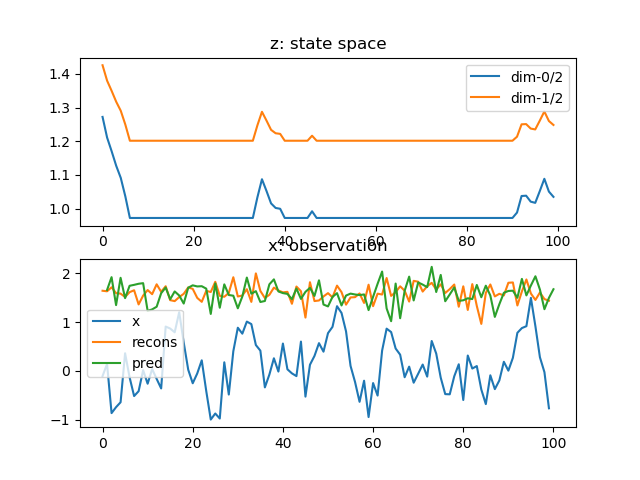 z: state space
1.4
1.3
1.2
1.1
1.0
dim-0/2
dim-1/2
0 20 40 60 80 100
x: observation
2
1
0
−1
x
recons
pred
0 20 40 60 80 100